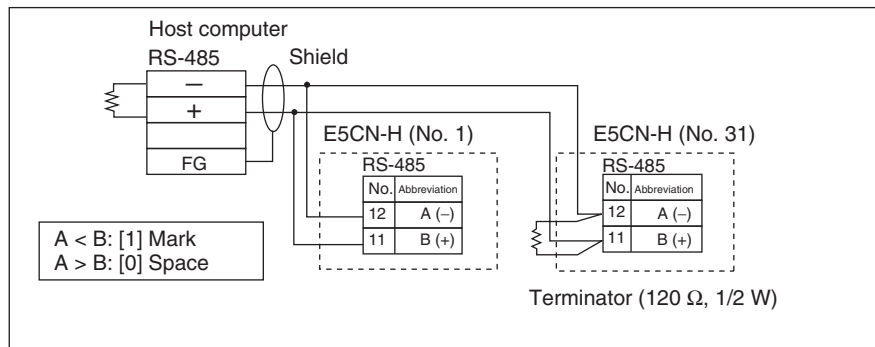 Host computer
RS-485
Shield
−
+
FG
E5CN-H (No. 1)
RS-485
No. Abbreviation
12 A (−)
11 B (+)
E5CN-H (No. 31)
RS-485
No. Abbreviation
12 A (−)
11 B (+)
A < B: [1] Mark
A > B: [0] Space
Terminator (120 Ω, 1/2 W)